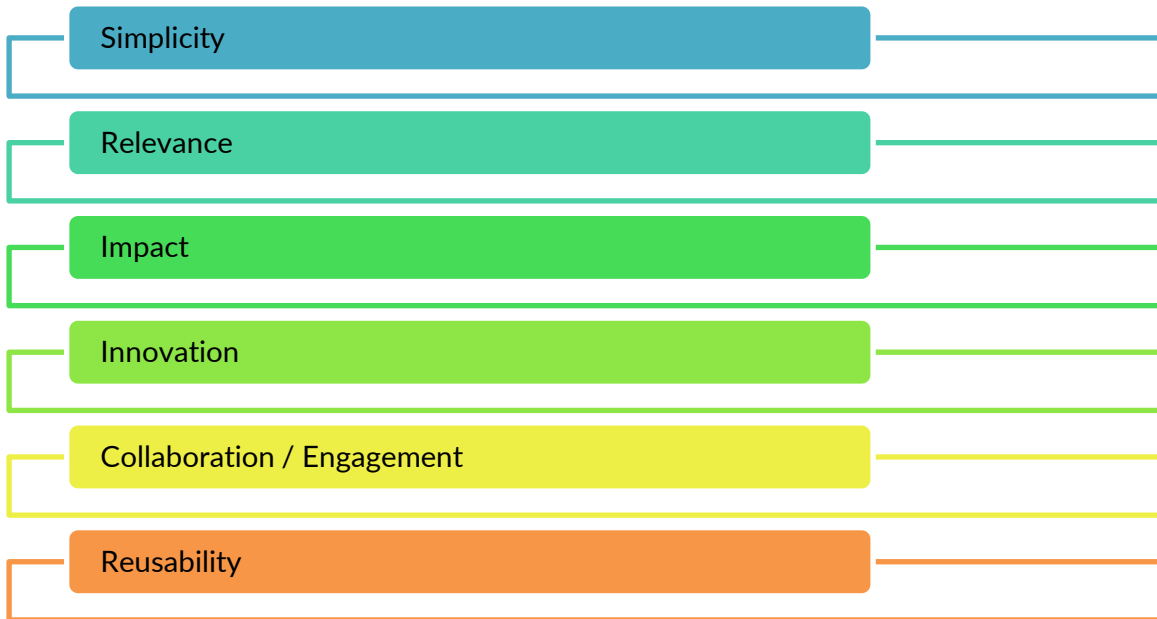 Simplicity
Relevance
Impact
Innovation
Collaboration / Engagement
Reusability